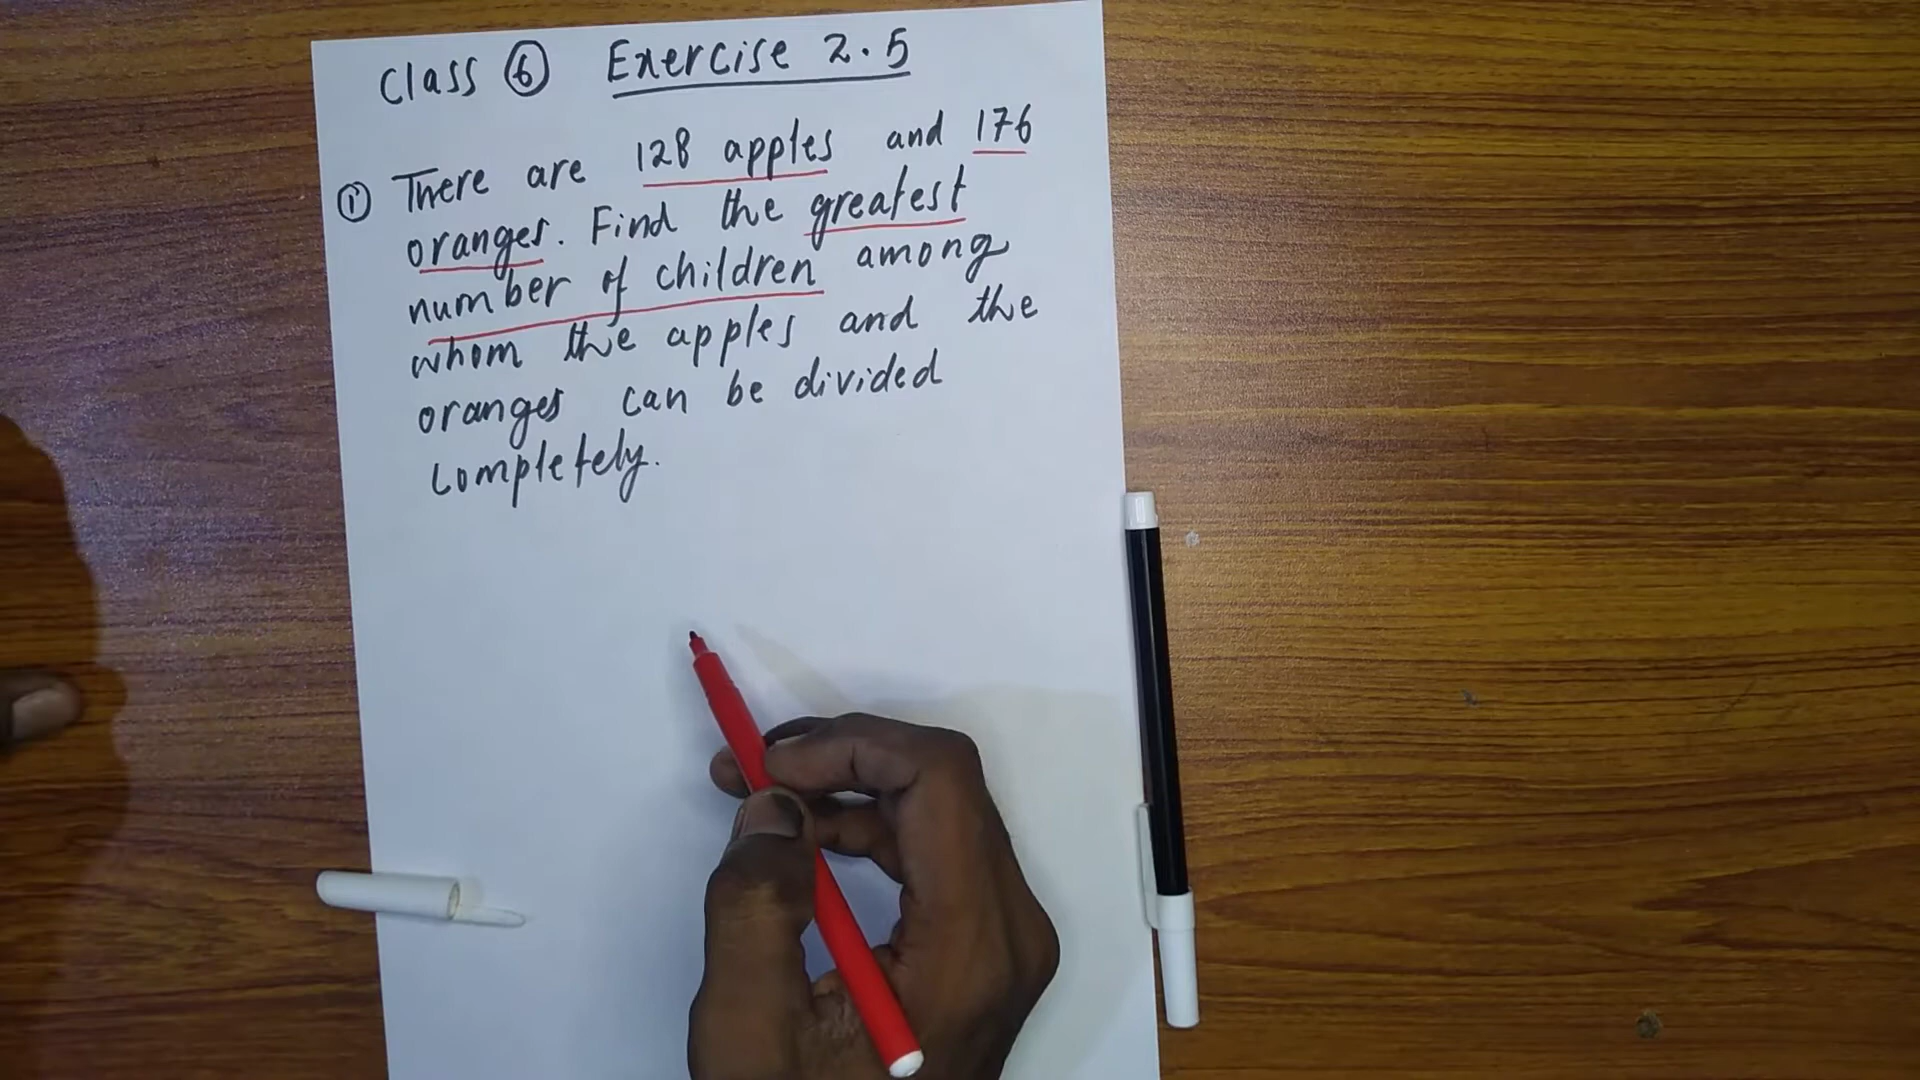 Class ⑥ Exercise 2.5
① There are 128 apples and 176
oranges. Find the greatest
number of children among
whom the apples and the
oranges can be divided
completely.